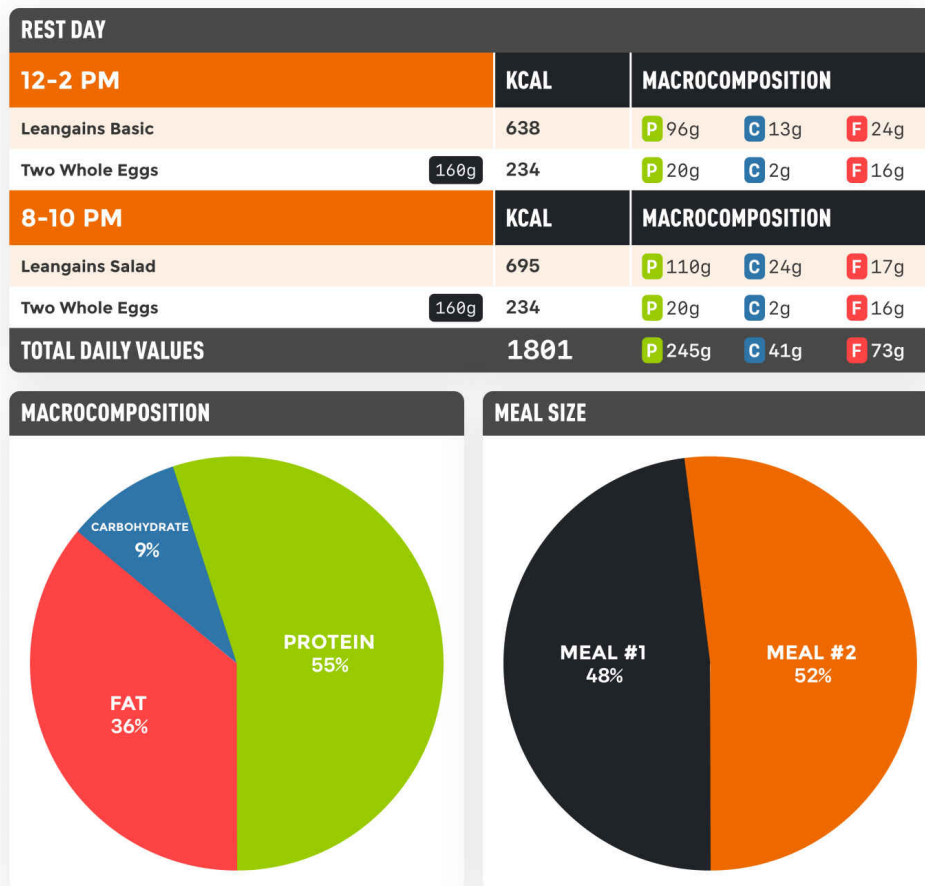 REST DAY
12-2 PM KCAL MACROCOMPOSITION
Leangains Basic 638 P 96g C 13g F 24g
Two Whole Eggs 160g 234 P 20g C 2g F 16g
8-10 PM KCAL MACROCOMPOSITION
Leangains Salad 695 P 110g C 24g F 17g
Two Whole Eggs 160g 234 P 20g C 2g F 16g
TOTAL DAILY VALUES 1801 P 245g C 41g F 73g
MACROCOMPOSITION
CARBOHYDRATE
9%
PROTEIN
55%
FAT
36%
MEAL SIZE
MEAL #1
48%
MEAL #2
52%